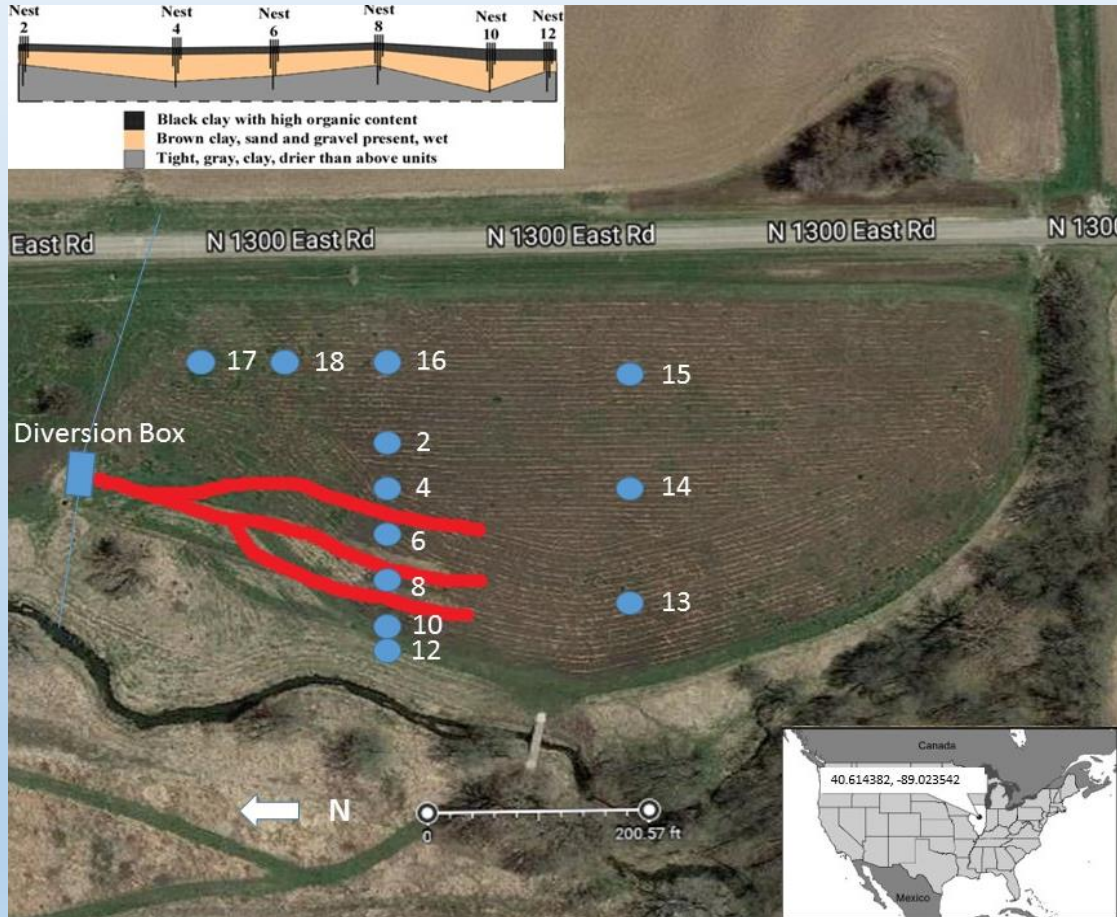 Nest Nest Nest Nest Nest Nest
2 4 6 8 10 12
Black clay with high organic content
Brown clay, sand and gravel present, wet
Tight, gray, clay, drier than above units
East Rd
N 1300 East Rd
N 1300 East Rd
N 1300 East Rd
N 1300
17
18
16
15
2
Diversion Box
4
14
6
8
13
10
12
N
0
200.57 ft
Canada
40.614382, -89.023542
Mexico